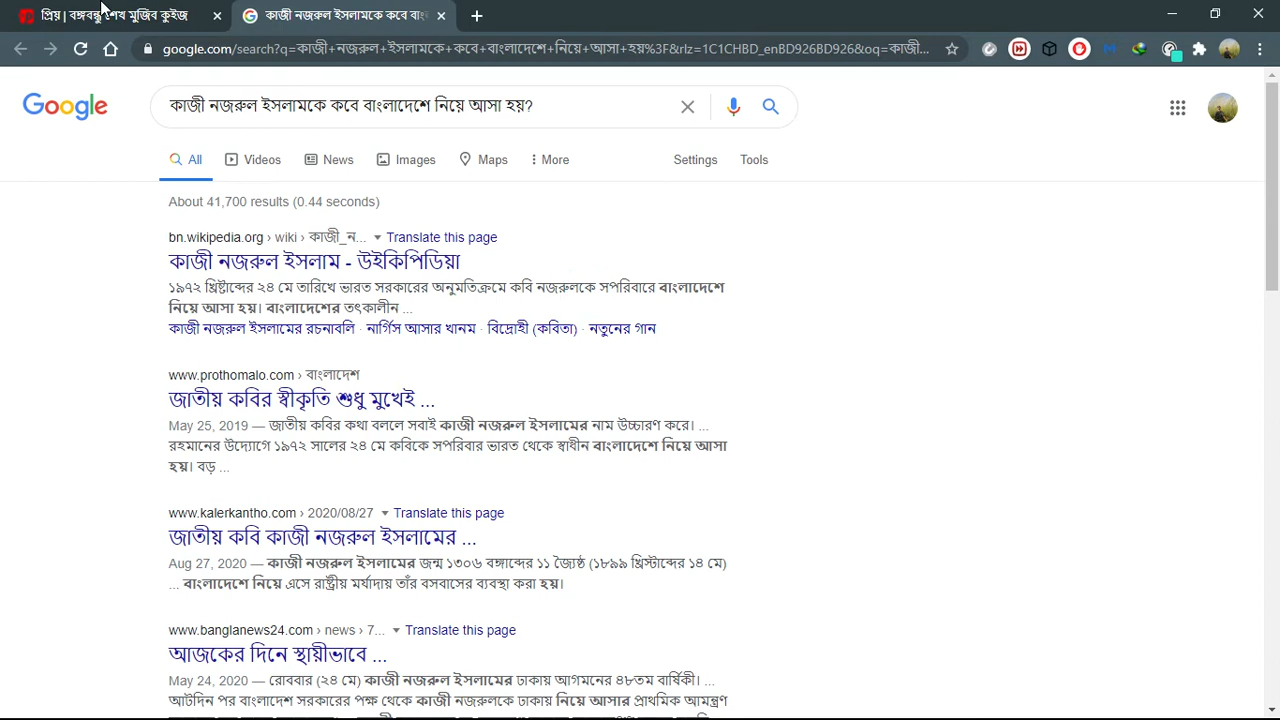 প্রিয় | বঙ্গবন্ধু শেখ মুজিব কুইজ
কাজী নজরুল ইসলামকে কবে বাং
google.com/search?q=কাজী+নজরুল+ইসলামকে+কবে+বাংলাদেশে+নিয়ে+আসা+হয়%3F&rlz=1C1CHBD_enBD926BD926&oq=কাজী...
Google
কাজী নজরুল ইসলামকে কবে বাংলাদেশে নিয়ে আসা হয়?
All Videos News Images Maps More Settings Tools
About 41,700 results (0.44 seconds)
bn.wikipedia.org › wiki › কাজী_ন... Translate this page
কাজী নজরুল ইসলাম - উইকিপিডিয়া
১৯৭২ খ্রিষ্টাব্দের ২৪ মে তারিখে ভারত সরকারের অনুমতিক্রমে কবি নজরুলকে সপরিবারে বাংলাদেশে
নিয়ে আসা হয়। বাংলাদেশের তৎকালীন ...
কাজী নজরুল ইসলামের রচনাবলি · নার্গিস আসার খানম · বিদ্রোহী (কবিতা) · নতুনের গান
www.prothomalo.com › বাংলাদেশ
জাতীয় কবির স্বীকৃতি শুধু মুখেই ...
May 25, 2019 — জাতীয় কবির কথা বললে সবাই কাজী নজরুল ইসলামের নাম উচ্চারণ করে। ...
রহমানের উদ্যোগে ১৯৭২ সালের ২৪ মে কবিকে সপরিবার ভারত থেকে স্বাধীন বাংলাদেশে নিয়ে আসা
হয়। বড় ...
www.kalerkantho.com › 2020/08/27 Translate this page
জাতীয় কবি কাজী নজরুল ইসলামের ...
Aug 27, 2020 — কাজী নজরুল ইসলামের জন্ম ১৩০৬ বঙ্গাব্দের ১১ জ্যৈষ্ঠ (১৮৯৯ খ্রিস্টাব্দের ১৪ মে)
... বাংলাদেশে নিয়ে এসে রাষ্ট্রীয় মর্যাদায় তাঁর বসবাসের ব্যবস্থা করা হয়।
www.banglanews24.com › news › 7... Translate this page
আজকের দিনে স্থায়ীভাবে ...
May 24, 2020 — রোববার (২৪ মে) কাজী নজরুল ইসলামের ঢাকায় আগমনের ৪৮তম বার্ষিকী। ...
আটদিন পর বাংলাদেশ সরকারের পক্ষ থেকে কাজী নজরুলকে ঢাকায় নিয়ে আসার প্রাথমিক আমন্ত্রণ